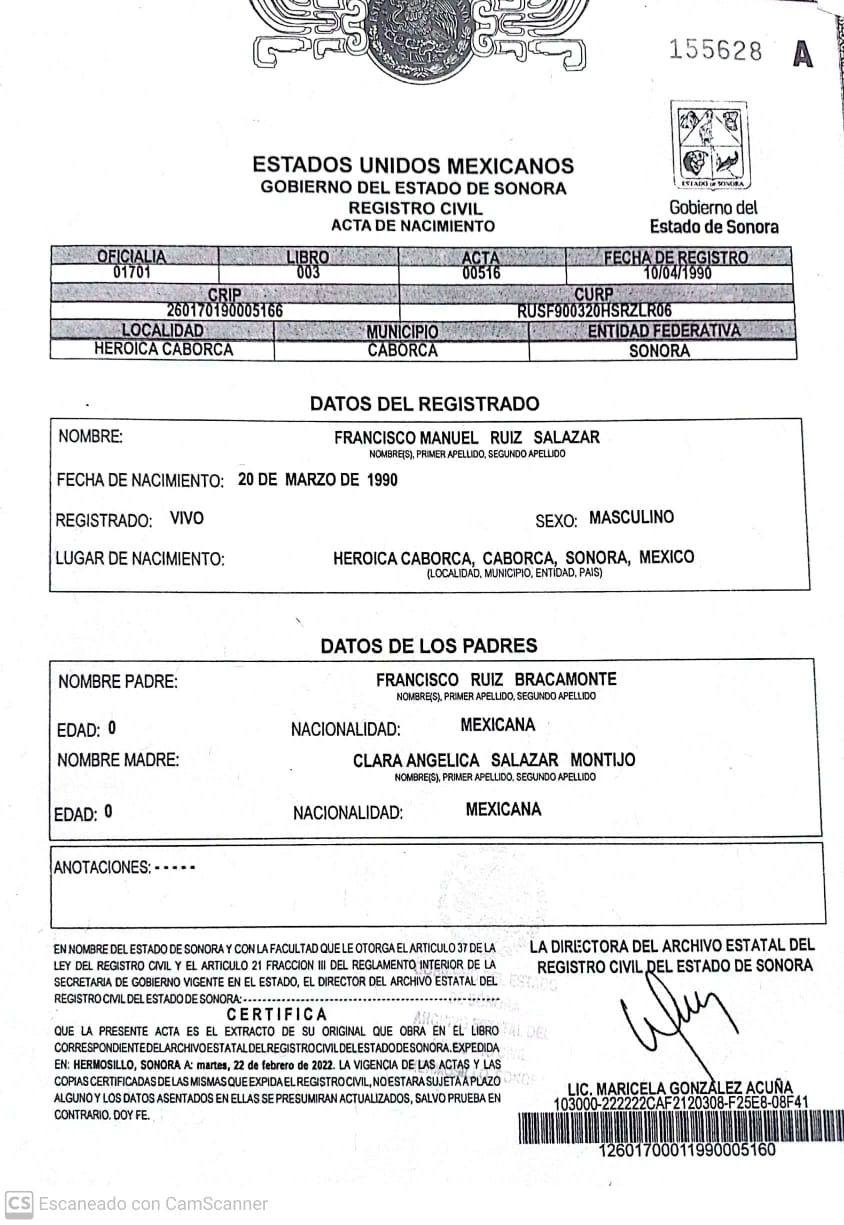 155628 A
ESTADO DE SONORA
ESTADOS UNIDOS MEXICANOS
GOBIERNO DEL ESTADO DE SONORA
REGISTRO CIVIL
ACTA DE NACIMIENTO
Gobierno del
Estado de Sonora
OFICIALIA LIBRO ACTA FECHA DE REGISTRO
01701 003 00516 10/04/1990
CRIP CURP
260170190005166 RUSF900320HSRZLR06
LOCALIDAD MUNICIPIO ENTIDAD FEDERATIVA
HEROICA CABORCA CABORCA SONORA
DATOS DEL REGISTRADO
NOMBRE: FRANCISCO MANUEL RUIZ SALAZAR
NOMBRE(S), PRIMER APELLIDO, SEGUNDO APELLIDO
FECHA DE NACIMIENTO: 20 DE MARZO DE 1990
REGISTRADO: VIVO SEXO: MASCULINO
LUGAR DE NACIMIENTO: HEROICA CABORCA, CABORCA, SONORA, MEXICO
(LOCALIDAD, MUNICIPIO, ENTIDAD, PAIS)
DATOS DE LOS PADRES
NOMBRE PADRE: FRANCISCO RUIZ BRACAMONTE
NOMBRE(S), PRIMER APELLIDO, SEGUNDO APELLIDO
EDAD: 0 NACIONALIDAD: MEXICANA
NOMBRE MADRE: CLARA ANGELICA SALAZAR MONTIJO
NOMBRE(S), PRIMER APELLIDO, SEGUNDO APELLIDO
EDAD: 0 NACIONALIDAD: MEXICANA
ANOTACIONES: - - - - -
EN NOMBRE DEL ESTADO DE SONORA Y CON LA FACULTAD QUE LE OTORGA EL ARTICULO 37 DE LA
LEY DEL REGISTRO CIVIL Y EL ARTICULO 21 FRACCION III DEL REGLAMENTO INTERIOR DE LA
SECRETARIA DE GOBIERNO VIGENTE EN EL ESTADO, EL DIRECTOR DEL ARCHIVO ESTATAL DEL
REGISTRO CIVIL DEL ESTADO DE SONORA:-----------------------------------------------
CERTIFICA
QUE LA PRESENTE ACTA ES EL EXTRACTO DE SU ORIGINAL QUE OBRA EN EL LIBRO
CORRESPONDIENTE DEL ARCHIVO ESTATAL DEL REGISTRO CIVIL DEL ESTADO DE SONORA. EXPEDIDA
EN: HERMOSILLO, SONORA A: martes, 22 de febrero de 2022. LA VIGENCIA DE LAS ACTAS Y LAS
COPIAS CERTIFICADAS DE LAS MISMAS QUE EXPIDA EL REGISTRO CIVIL, NO ESTARA SUJETA A PLAZO
ALGUNO Y LOS DATOS ASENTADOS EN ELLAS SE PRESUMIRAN ACTUALIZADOS, SALVO PRUEBA EN
CONTRARIO. DOY FE.
LA DIRECTORA DEL ARCHIVO ESTATAL DEL
REGISTRO CIVIL DEL ESTADO DE SONORA
LIC. MARICELA GONZÁLEZ ACUÑA
103000-222222CAF2120308-F25E8-08F41
12601700011990005160
CS Escaneado con CamScanner